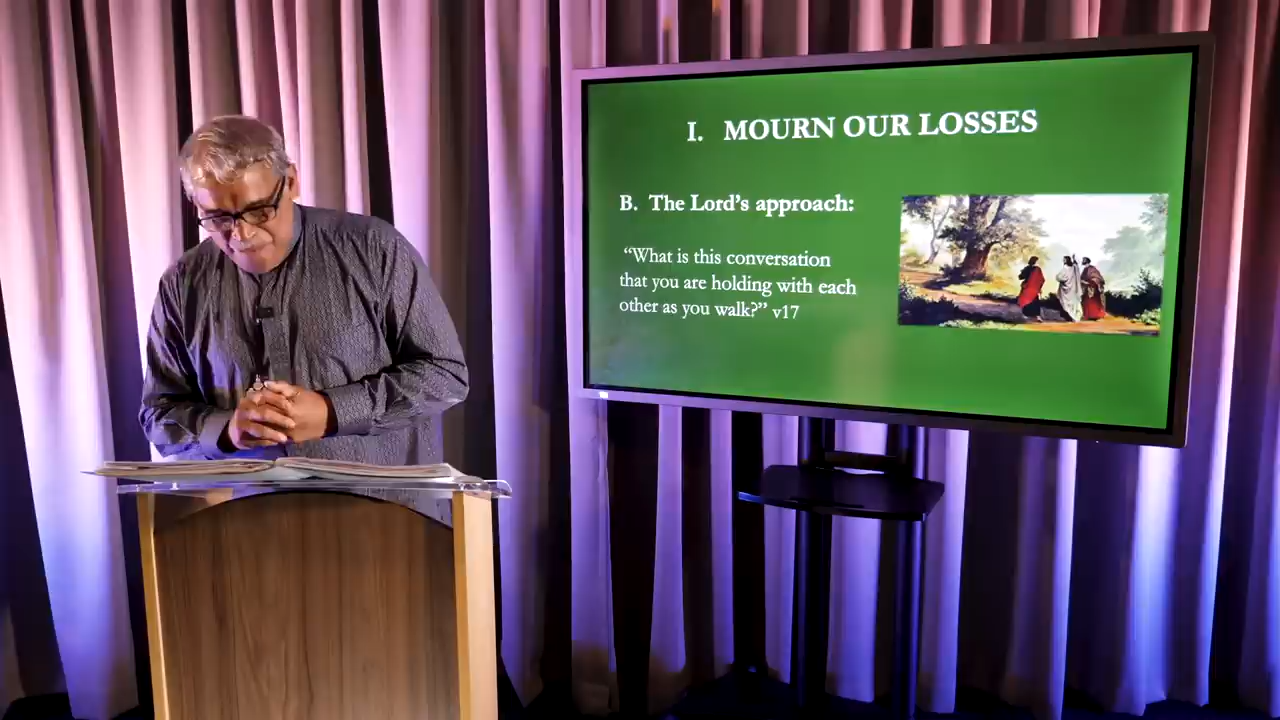 I. MOURN OUR LOSSES
B. The Lord's approach:
“What is this conversation
that you are holding with each
other as you walk?” v17